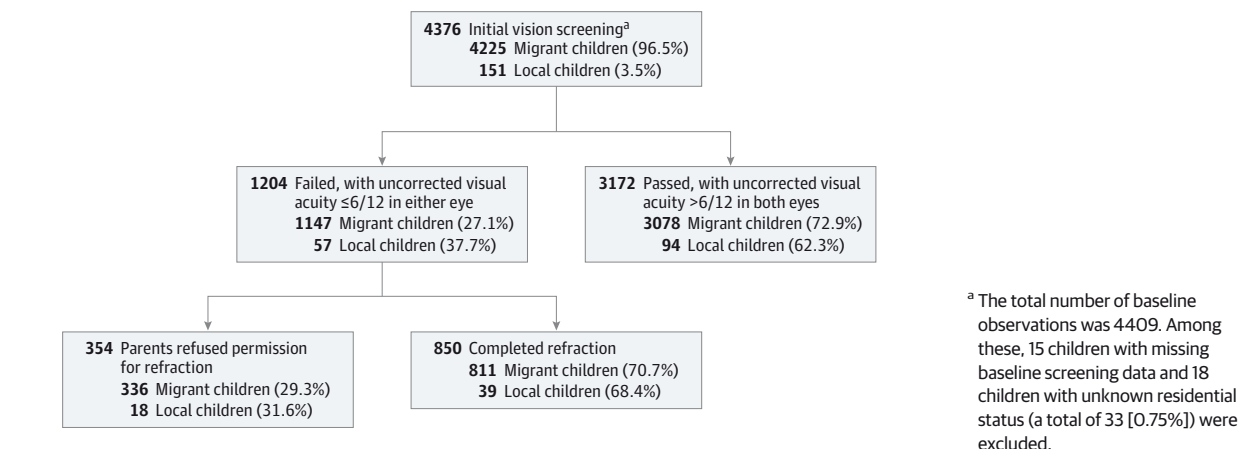 4376 Initial vision screeningᵃ
4225 Migrant children (96.5%)
151 Local children (3.5%)
1204 Failed, with uncorrected visual
acuity ≤6/12 in either eye
1147 Migrant children (27.1%)
57 Local children (37.7%)
3172 Passed, with uncorrected visual
acuity >6/12 in both eyes
3078 Migrant children (72.9%)
94 Local children (62.3%)
354 Parents refused permission
for refraction
336 Migrant children (29.3%)
18 Local children (31.6%)
850 Completed refraction
811 Migrant children (70.7%)
39 Local children (68.4%)
ᵃ The total number of baseline
observations was 4409. Among
these, 15 children with missing
baseline screening data and 18
children with unknown residential
status (a total of 33 [0.75%]) were
excluded.